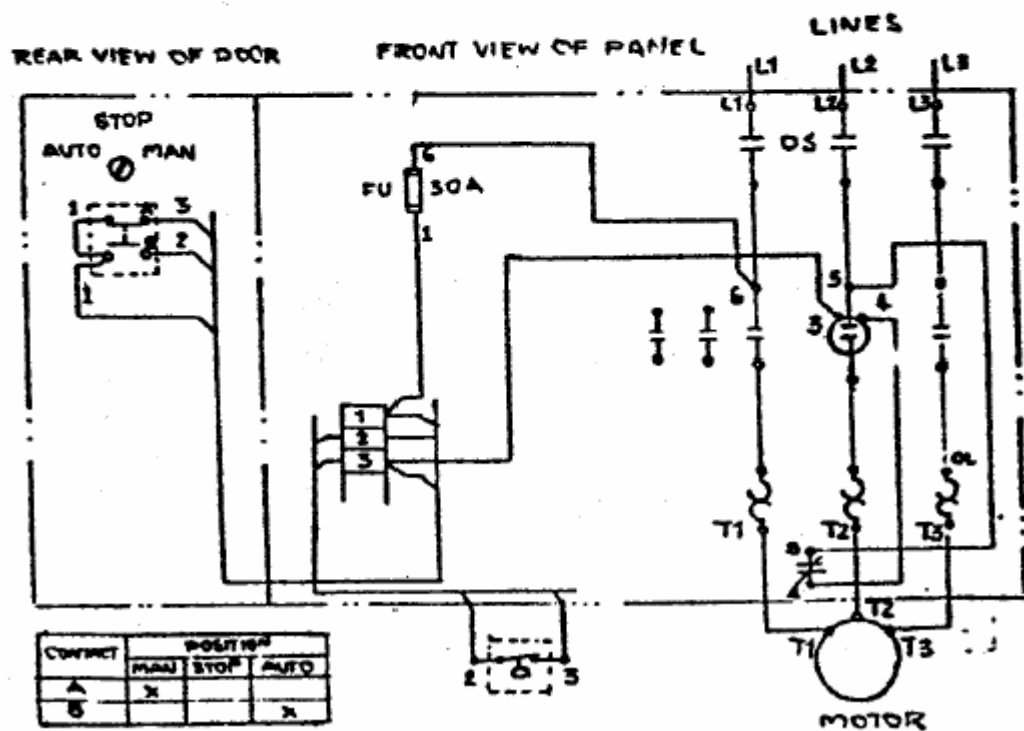 LINES
REAR VIEW OF DOOR
FRONT VIEW OF PANEL
L1 L2 L3
L1 L2 L3
STOP
AUTO MAN
OS
6
FU 30A
1 A 3
B 2
1
1
6
5
4
3
1
2
3
OL
T1 T2 T3
T2
T1 T3
2 3
MOTOR
CONTACT POSITION
MAN STOP AUTO
A X
B X